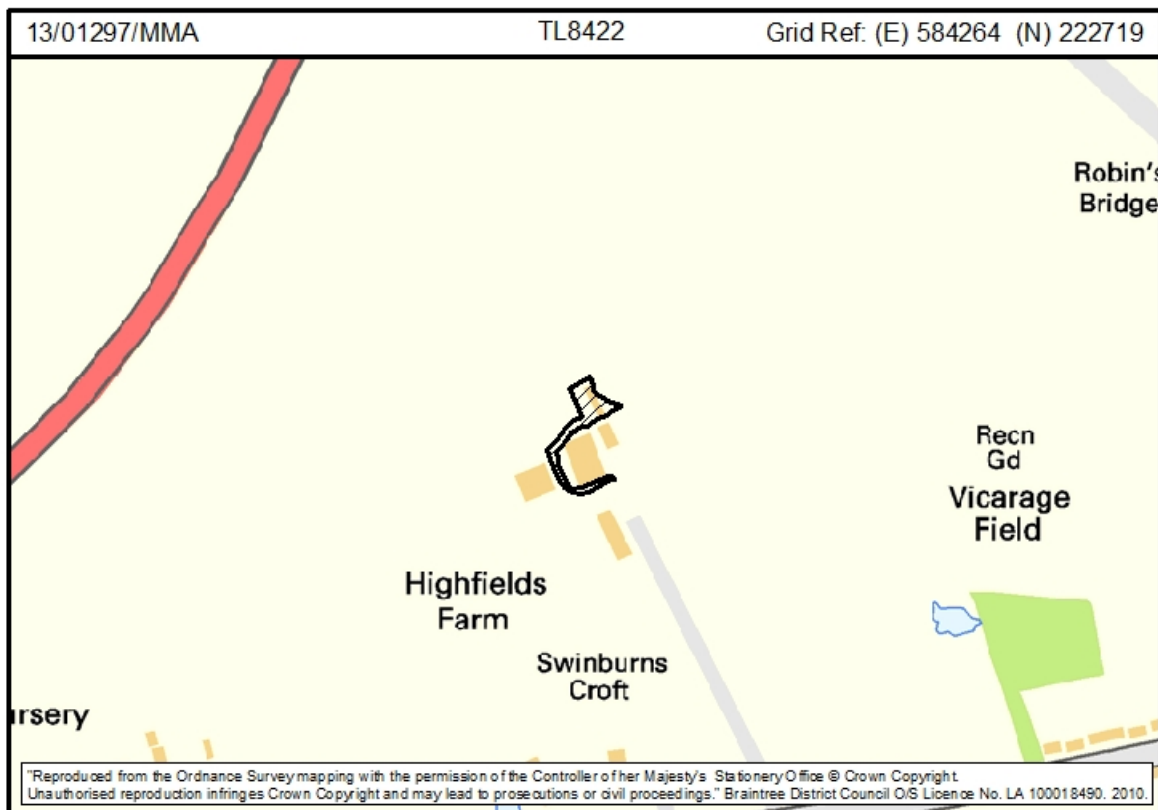 13/01297/MMA TL8422 Grid Ref: (E) 584264 (N) 222719
Robin's
Bridge
Recn
Gd
Vicarage
Field
Highfields
Farm
Swinburns
Croft
"Reproduced from the Ordnance Survey mapping with the permission of the Controller of her Majesty's Stationery Office © Crown Copyright.
Unauthorised reproduction infringes Crown Copyright and may lead to prosecutions or civil proceedings." Braintree District Council O/S Licence No. LA 100018490. 2010.